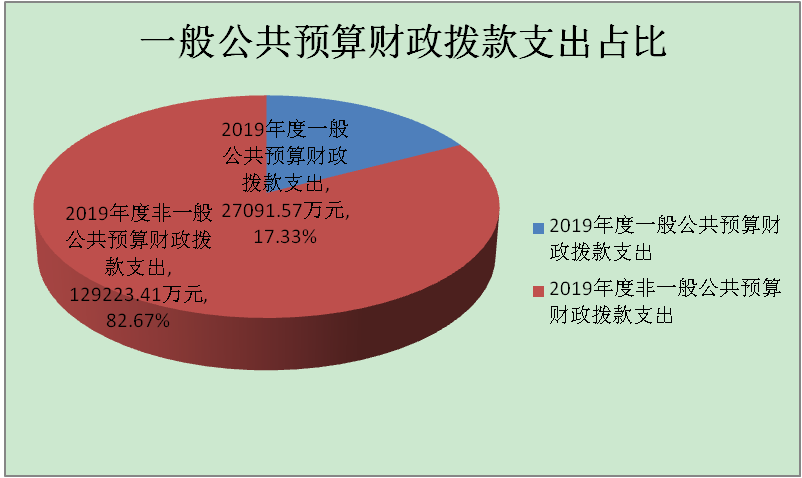 一般公共预算财政拨款支出占比
2019年度一般
公共预算财政
拨款支出,
27091.57万元,
17.33%
2019年度非一般
公共预算财政拨
款支出,
129223.41万元,
82.67%
2019年度一般公共预算财
政拨款支出
2019年度非一般公共预算
财政拨款支出